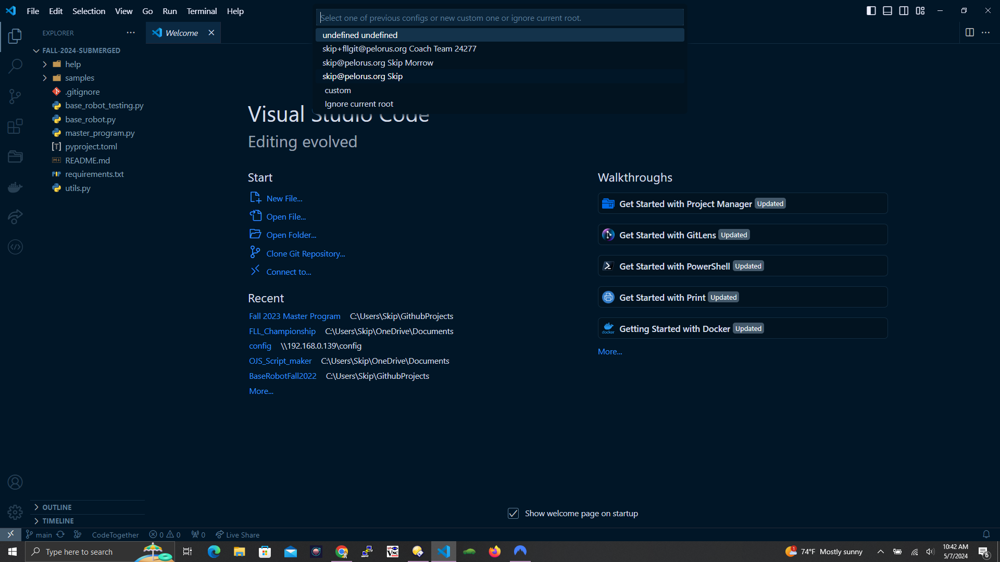 File Edit Selection View Go Run Terminal Help
Select one of previous configs or new custom one or ignore current root.
undefined undefined
skip+fllgit@pelorus.org Coach Team 24277
skip@pelorus.org Skip Morrow
skip@pelorus.org Skip
custom
Ignore current root
EXPLORER
Welcome
FALL-2024-SUBMERGED
help
samples
.gitignore
base_robot_testing.py
base_robot.py
master_program.py
[T] pyproject.toml
README.md
requirements.txt
utils.py
OUTLINE
TIMELINE
Visual Studio Code
Editing evolved
Start
New File...
Open File...
Open Folder...
Clone Git Repository...
Connect to...
Recent
Fall 2023 Master Program C:\Users\Skip\GithubProjects
FLL_Championship C:\Users\Skip\OneDrive\Documents
config \\192.168.0.139\config
OJS_Script_maker C:\Users\Skip\OneDrive\Documents
BaseRobotFall2022 C:\Users\Skip\GithubProjects
More...
Walkthroughs
Get Started with Project Manager Updated
Get Started with GitLens Updated
Get Started with PowerShell Updated
Get Started with Print Updated
docker Getting Started with Docker Updated
More...
Show welcome page on startup
main CodeTogether 0 0 0 Live Share
Type here to search
74°F Mostly sunny
10:42 AM
5/7/2024
6